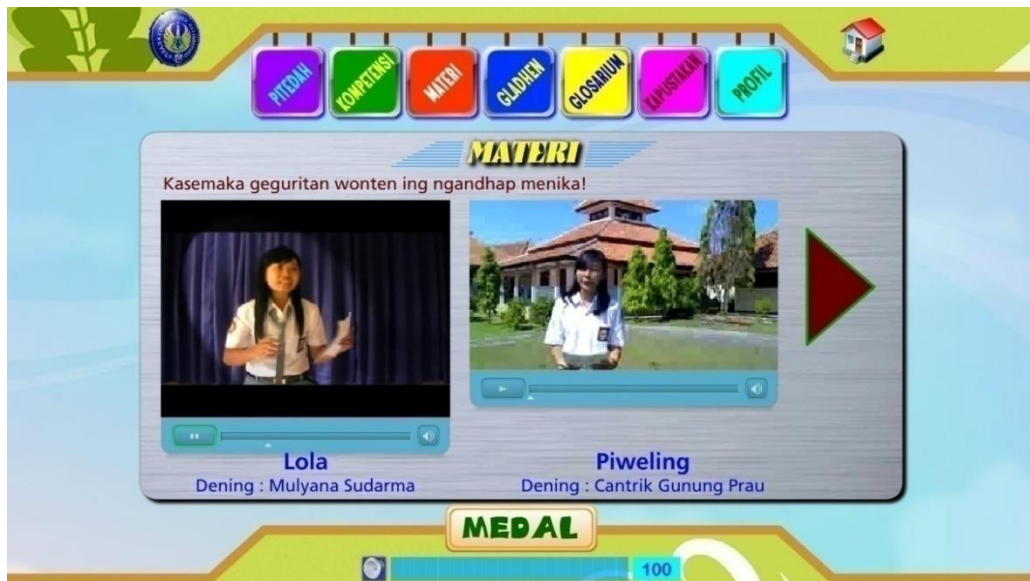 PITEDAH
KOMPETENSI
MATERI
GLADHEN
GLOSARIUM
KAPUSTAKAN
PROFIL
MATERI
Kasemaka geguritan wonten ing ngandhap menika!
Lola
Dening : Mulyana Sudarma
Piweling
Dening : Cantrik Gunung Prau
MEDAL
100